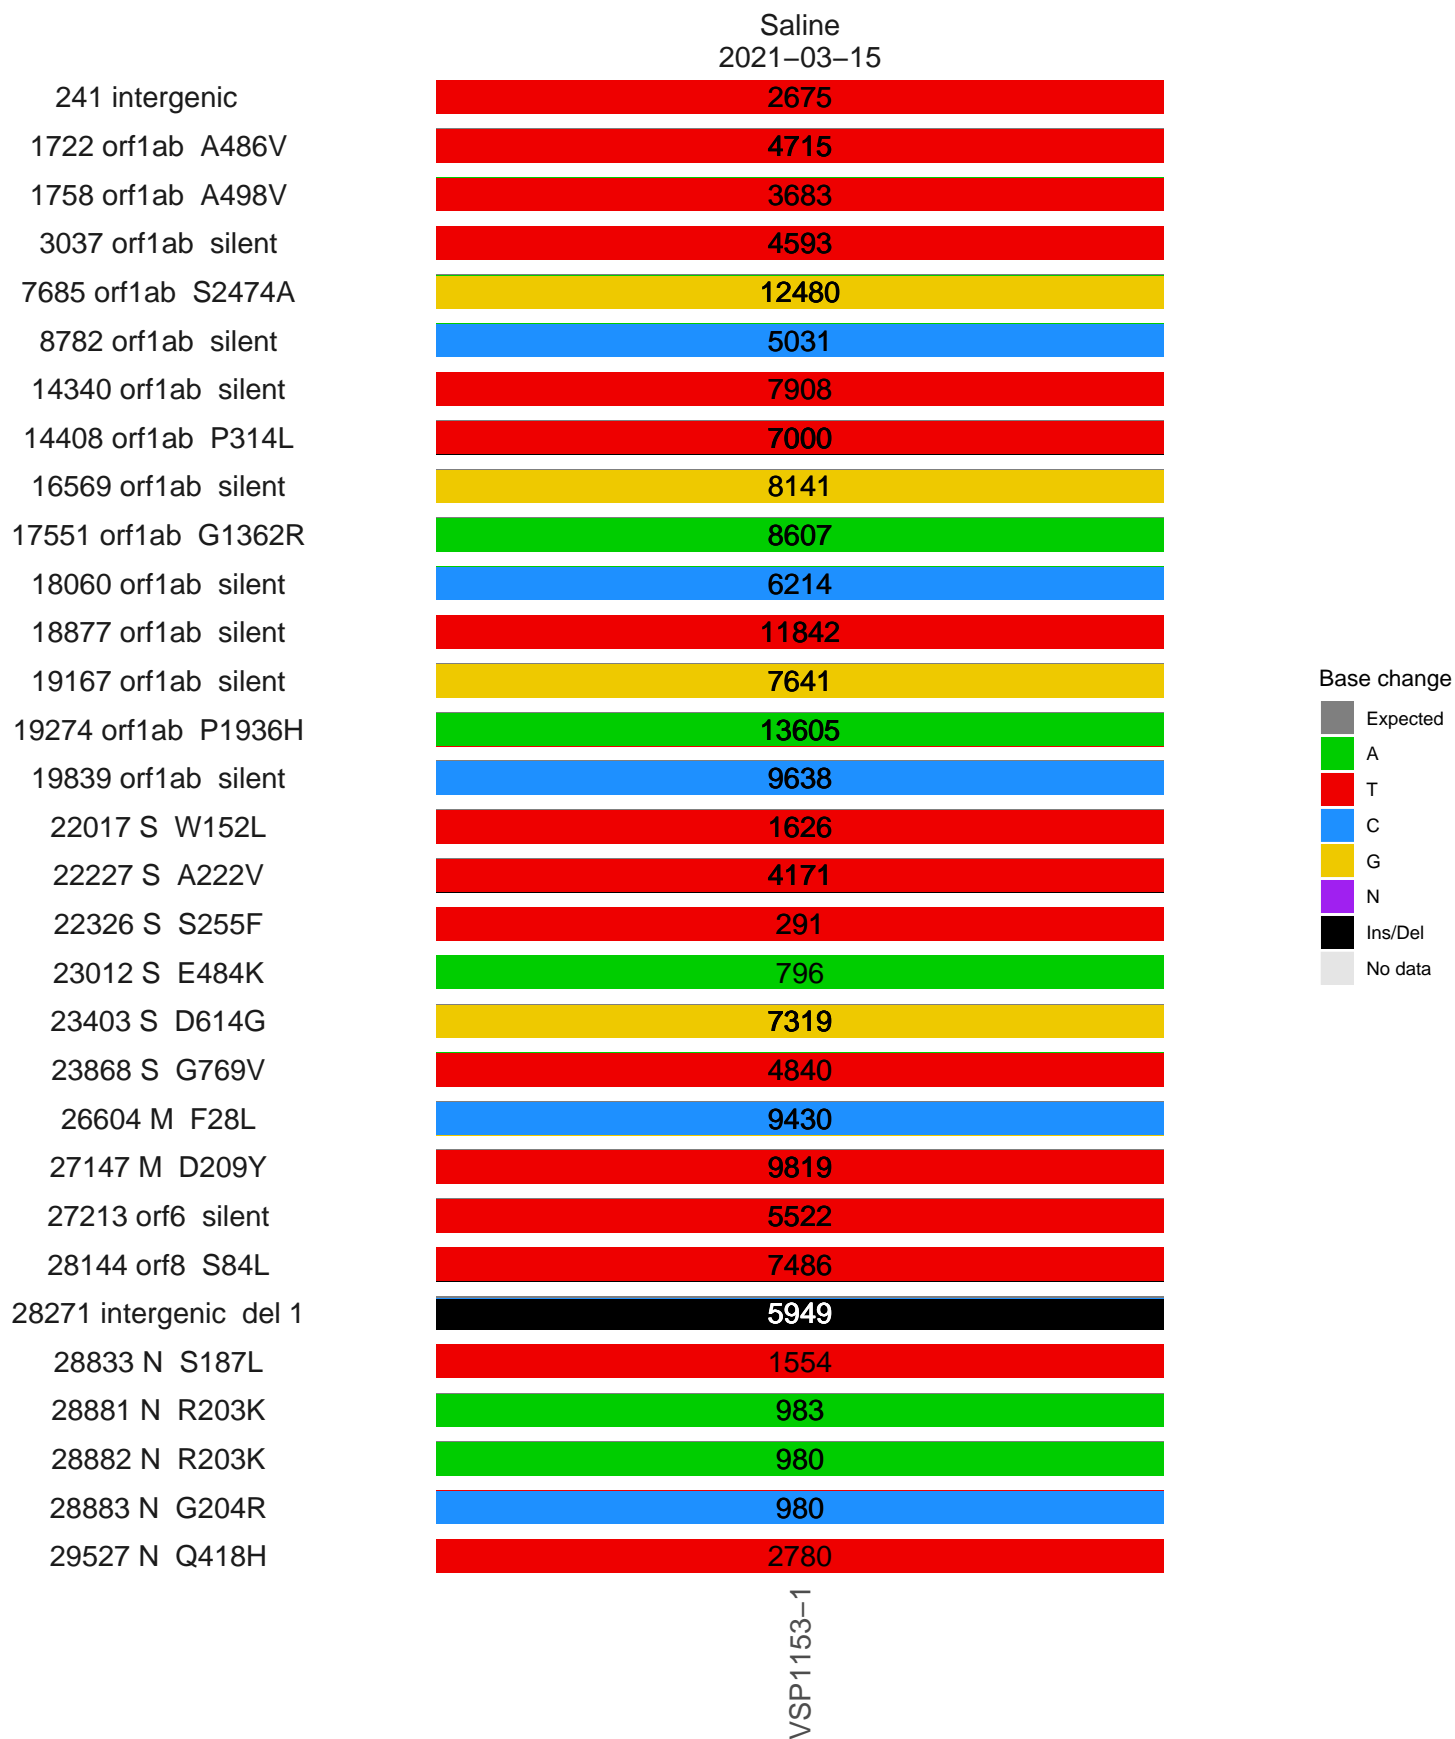 Saline
2021−03−15
241 intergenic 2675
1722 orf1ab A486V 4715
1758 orf1ab A498V 3683
3037 orf1ab silent 4593
7685 orf1ab S2474A 12480
8782 orf1ab silent 5031
14340 orf1ab silent 7908
14408 orf1ab P314L 7000
16569 orf1ab silent 8141
17551 orf1ab G1362R 8607
18060 orf1ab silent 6214
18877 orf1ab silent 11842
19167 orf1ab silent 7641
19274 orf1ab P1936H 13605
19839 orf1ab silent 9638
22017 S W152L 1626
22227 S A222V 4171
22326 S S255F 291
23012 S E484K 796
23403 S D614G 7319
23868 S G769V 4840
26604 M F28L 9430
27147 M D209Y 9819
27213 orf6 silent 5522
28144 orf8 S84L 7486
28271 intergenic del 1 5949
28833 N S187L 1554
28881 N R203K 983
28882 N R203K 980
28883 N G204R 980
29527 N Q418H 2780
VSP1153−1
Base change
Expected
A
T
C
G
N
Ins/Del
No data